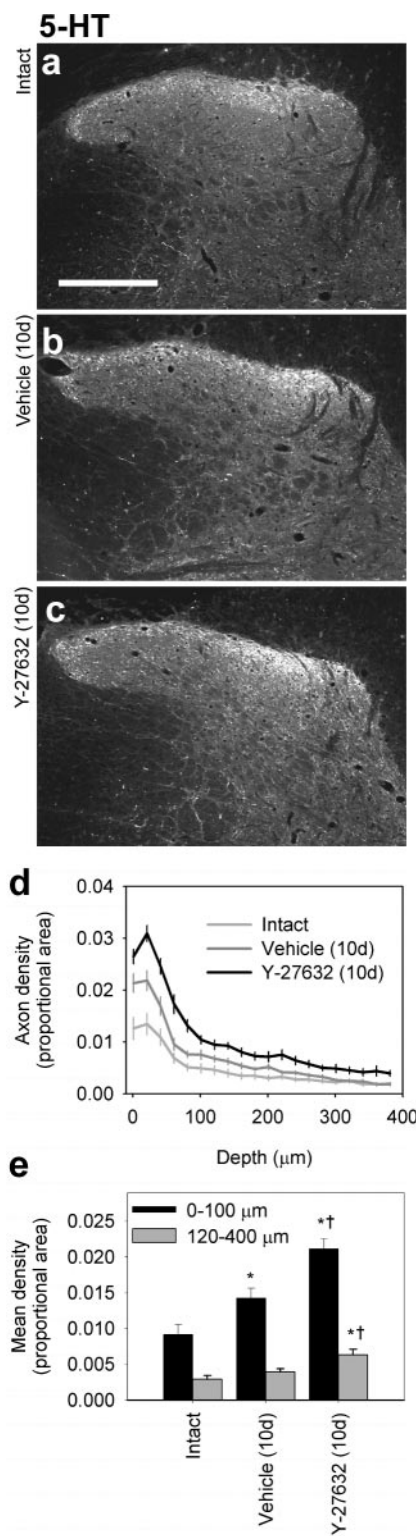 5-HT
Intact
a
Vehicle (10d)
b
Y-27632 (10d)
c
d
Axon density
(proportional area)
0.04
0.03
0.02
0.01
0.00
Intact
Vehicle (10d)
Y-27632 (10d)
0 100 200 300 400
Depth (μm)
e
Mean density
(proportional area)
0.025
0.020
0.015
0.010
0.005
0.000
0-100 μm
120-400 μm
*
*†
*†
Intact
Vehicle (10d)
Y-27632 (10d)